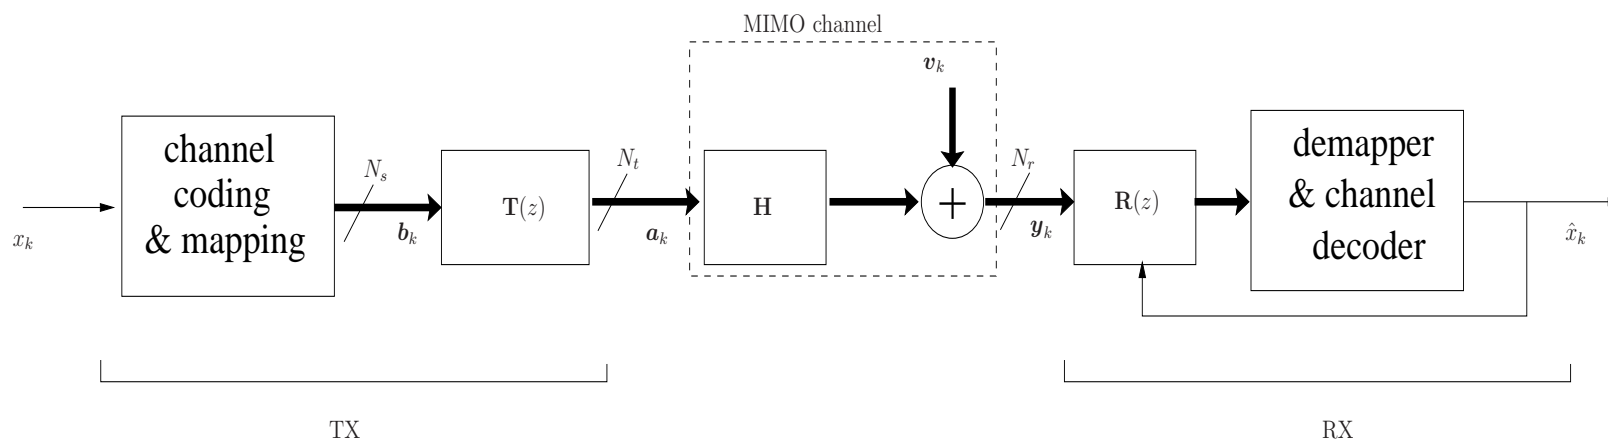 MIMO channel
x_k
channel
coding
& mapping
N_s
b_k
T(z)
N_t
a_k
H
v_k
+
N_r
y_k
R(z)
demapper
& channel
decoder
x̂_k
TX
RX